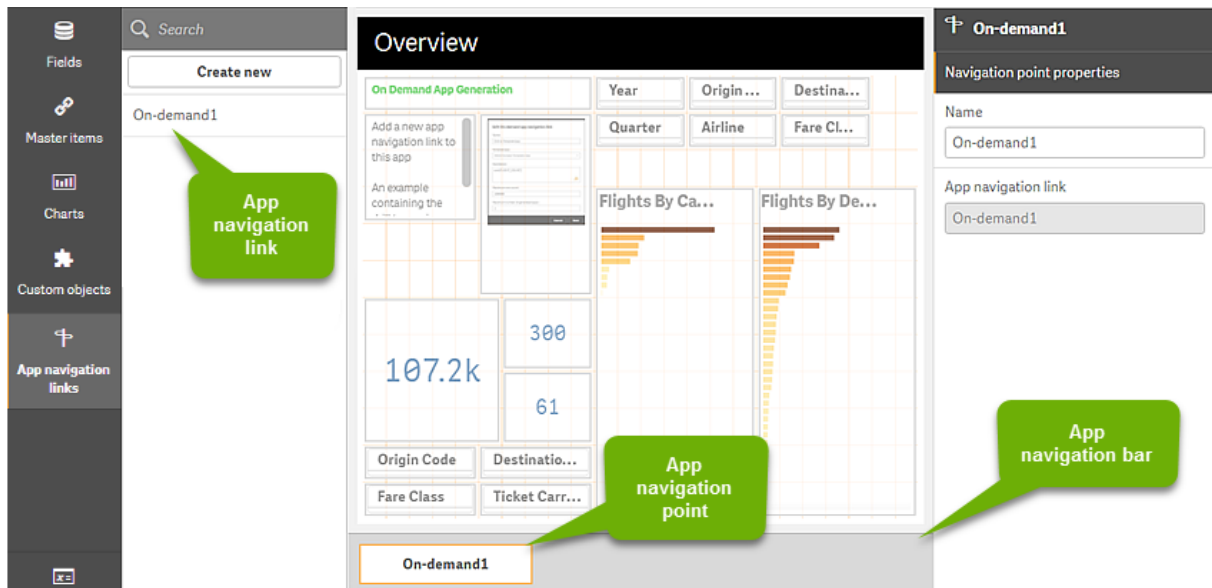 Fields
Master items
Charts
Custom objects
App navigation
links
Search
Create new
On-demand1
App
navigation
link
Overview
On Demand App Generation
Add a new app
navigation link to
this app
An example
containing the
Year
Origin ...
Destina...
Quarter
Airline
Fare Cl...
Flights By Ca...
Flights By De...
107.2k
300
61
Origin Code
Destinatio...
Fare Class
Ticket Carr...
App
navigation
point
On-demand1
App
navigation bar
On-demand1
Navigation point properties
Name
On-demand1
App navigation link
On-demand1